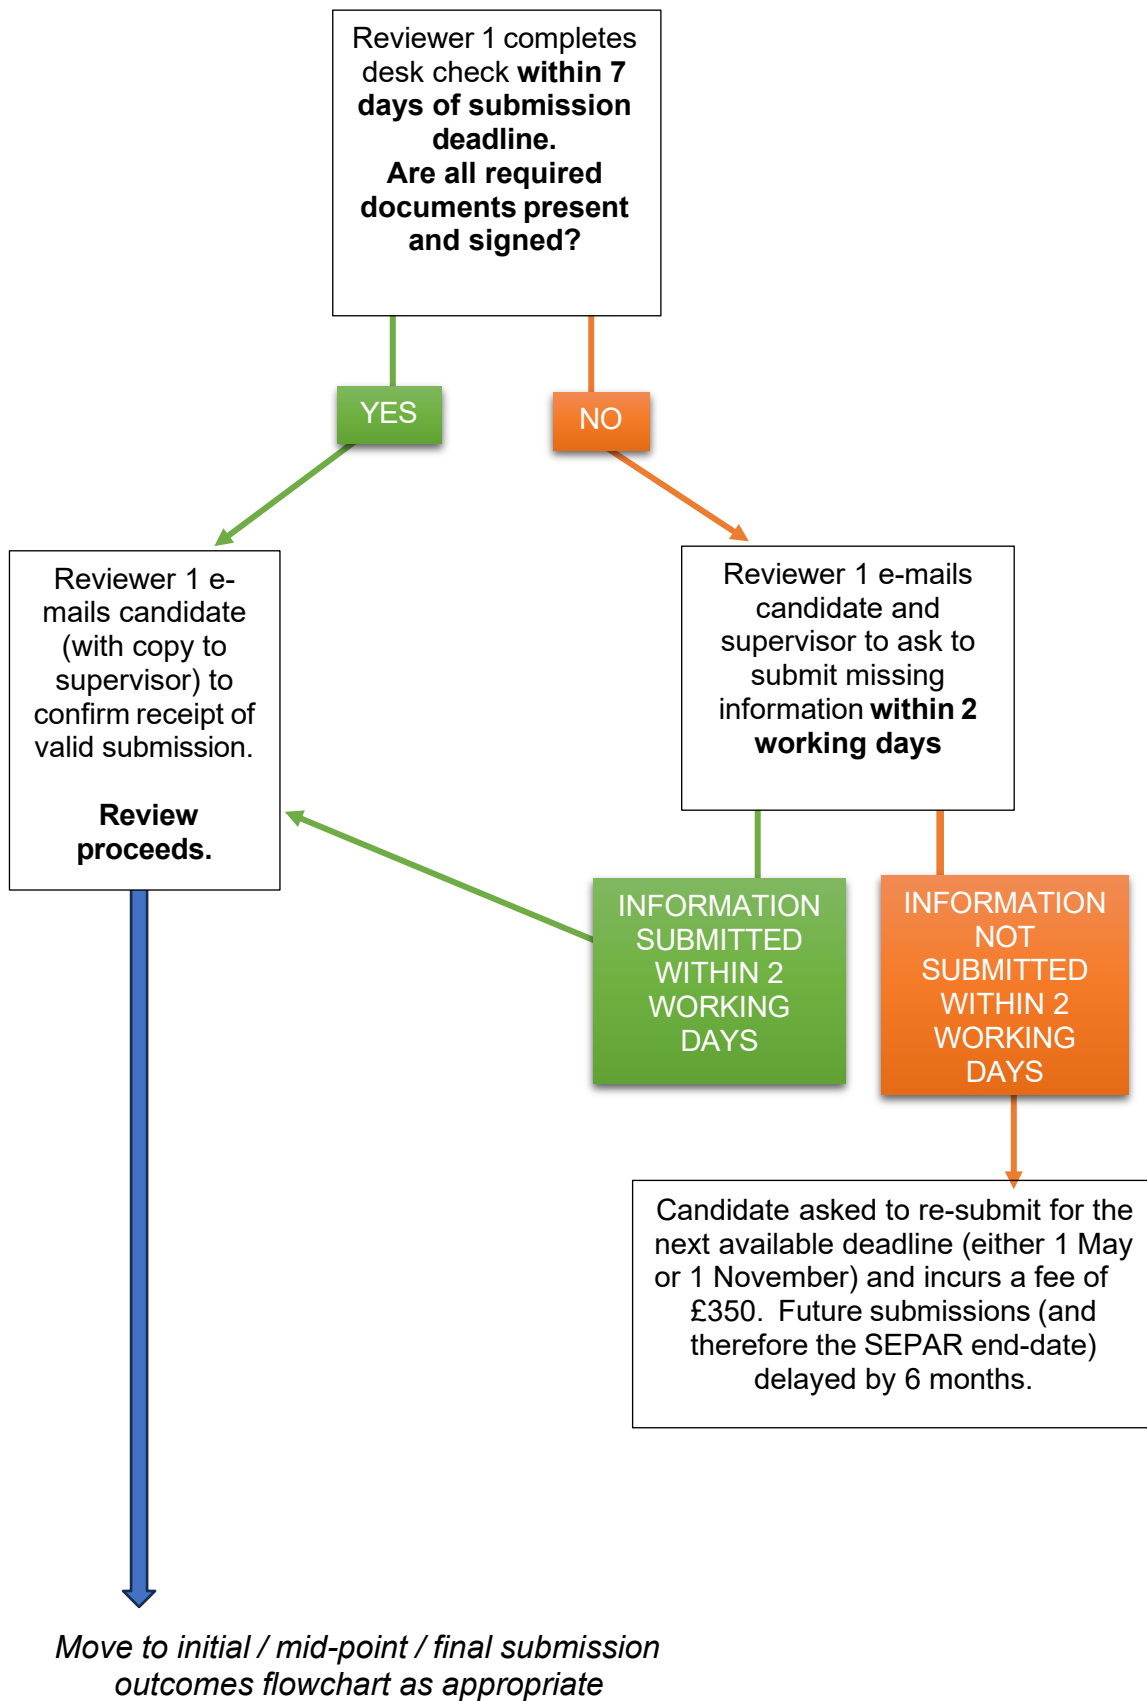 Reviewer 1 completes
desk check within 7
days of submission
deadline.
Are all required
documents present
and signed?
YES
NO
Reviewer 1 e-
mails candidate
(with copy to
supervisor) to
confirm receipt of
valid submission.
Review
proceeds.
Reviewer 1 e-mails
candidate and
supervisor to ask to
submit missing
information within 2
working days
INFORMATION
SUBMITTED
WITHIN 2
WORKING
DAYS
INFORMATION
NOT
SUBMITTED
WITHIN 2
WORKING
DAYS
Candidate asked to re-submit for the
next available deadline (either 1 May
or 1 November) and incurs a fee of
£350.  Future submissions (and
therefore the SEPAR end-date)
delayed by 6 months.
Move to initial / mid-point / final submission
outcomes flowchart as appropriate